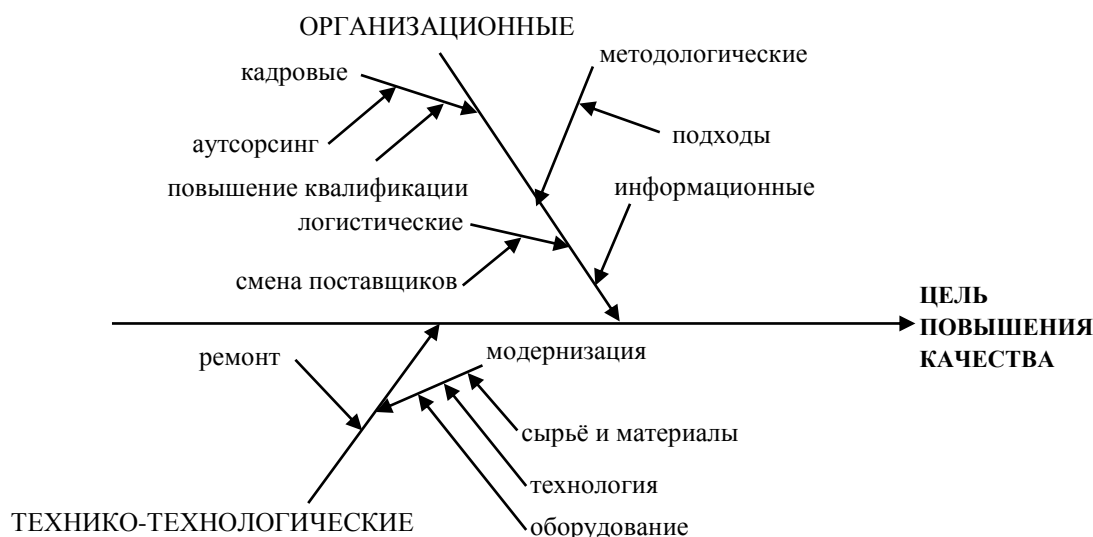 ОРГАНИЗАЦИОННЫЕ
кадровые
методологические
аутсорсинг
подходы
повышение квалификации
информационные
логистические
смена поставщиков
ЦЕЛЬ
ПОВЫШЕНИЯ
КАЧЕСТВА
ремонт
модернизация
сырьё и материалы
технология
ТЕХНИКО-ТЕХНОЛОГИЧЕСКИЕ
оборудование